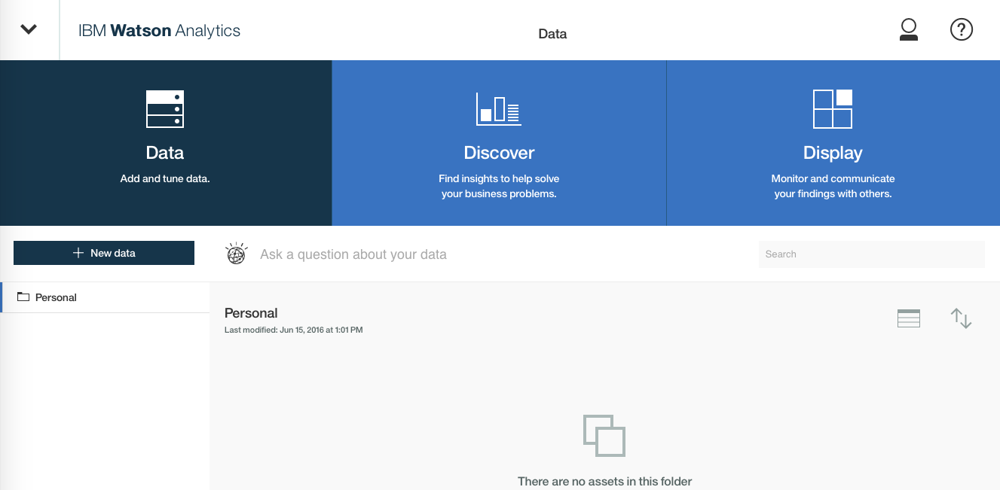 IBM Watson Analytics
Data
?
Data
Add and tune data.
Discover
Find insights to help solve
your business problems.
Display
Monitor and communicate
your findings with others.
New data
Ask a question about your data
Search
Personal
Personal
Last modified: Jun 15, 2016 at 1:01 PM
There are no assets in this folder